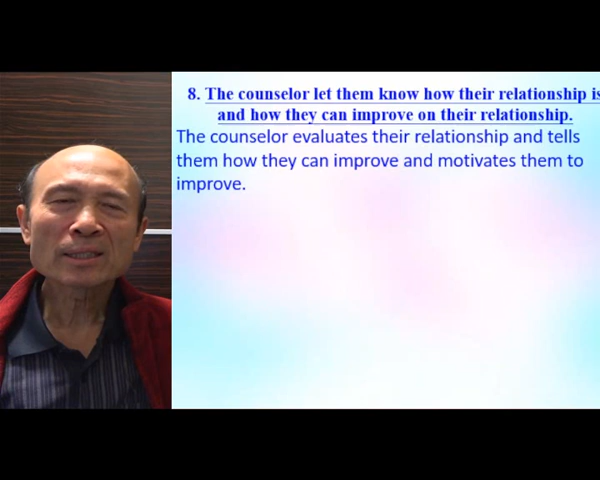 8. The counselor let them know how their relationship is
and how they can improve on their relationship.
The counselor evaluates their relationship and tells
them how they can improve and motivates them to
improve.